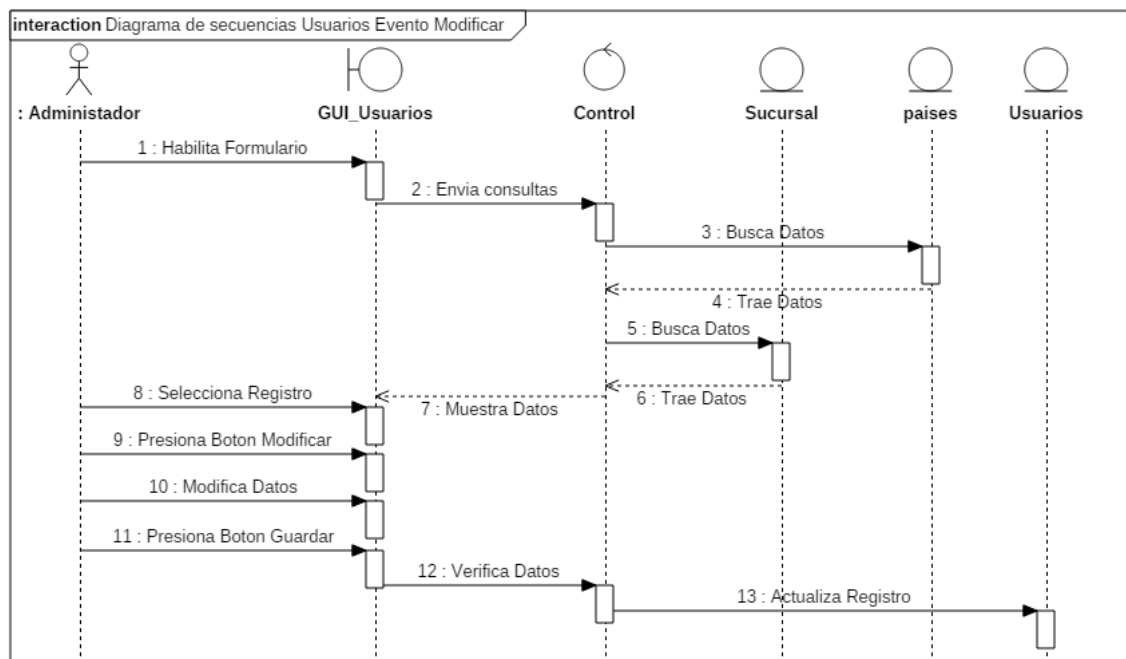 interaction Diagrama de secuencias Usuarios Evento Modificar
: Administador
GUI_Usuarios
Control
Sucursal
paises
Usuarios
1 : Habilita Formulario
2 : Envia consultas
3 : Busca Datos
4 : Trae Datos
5 : Busca Datos
6 : Trae Datos
7 : Muestra Datos
8 : Selecciona Registro
9 : Presiona Boton Modificar
10 : Modifica Datos
11 : Presiona Boton Guardar
12 : Verifica Datos
13 : Actualiza Registro